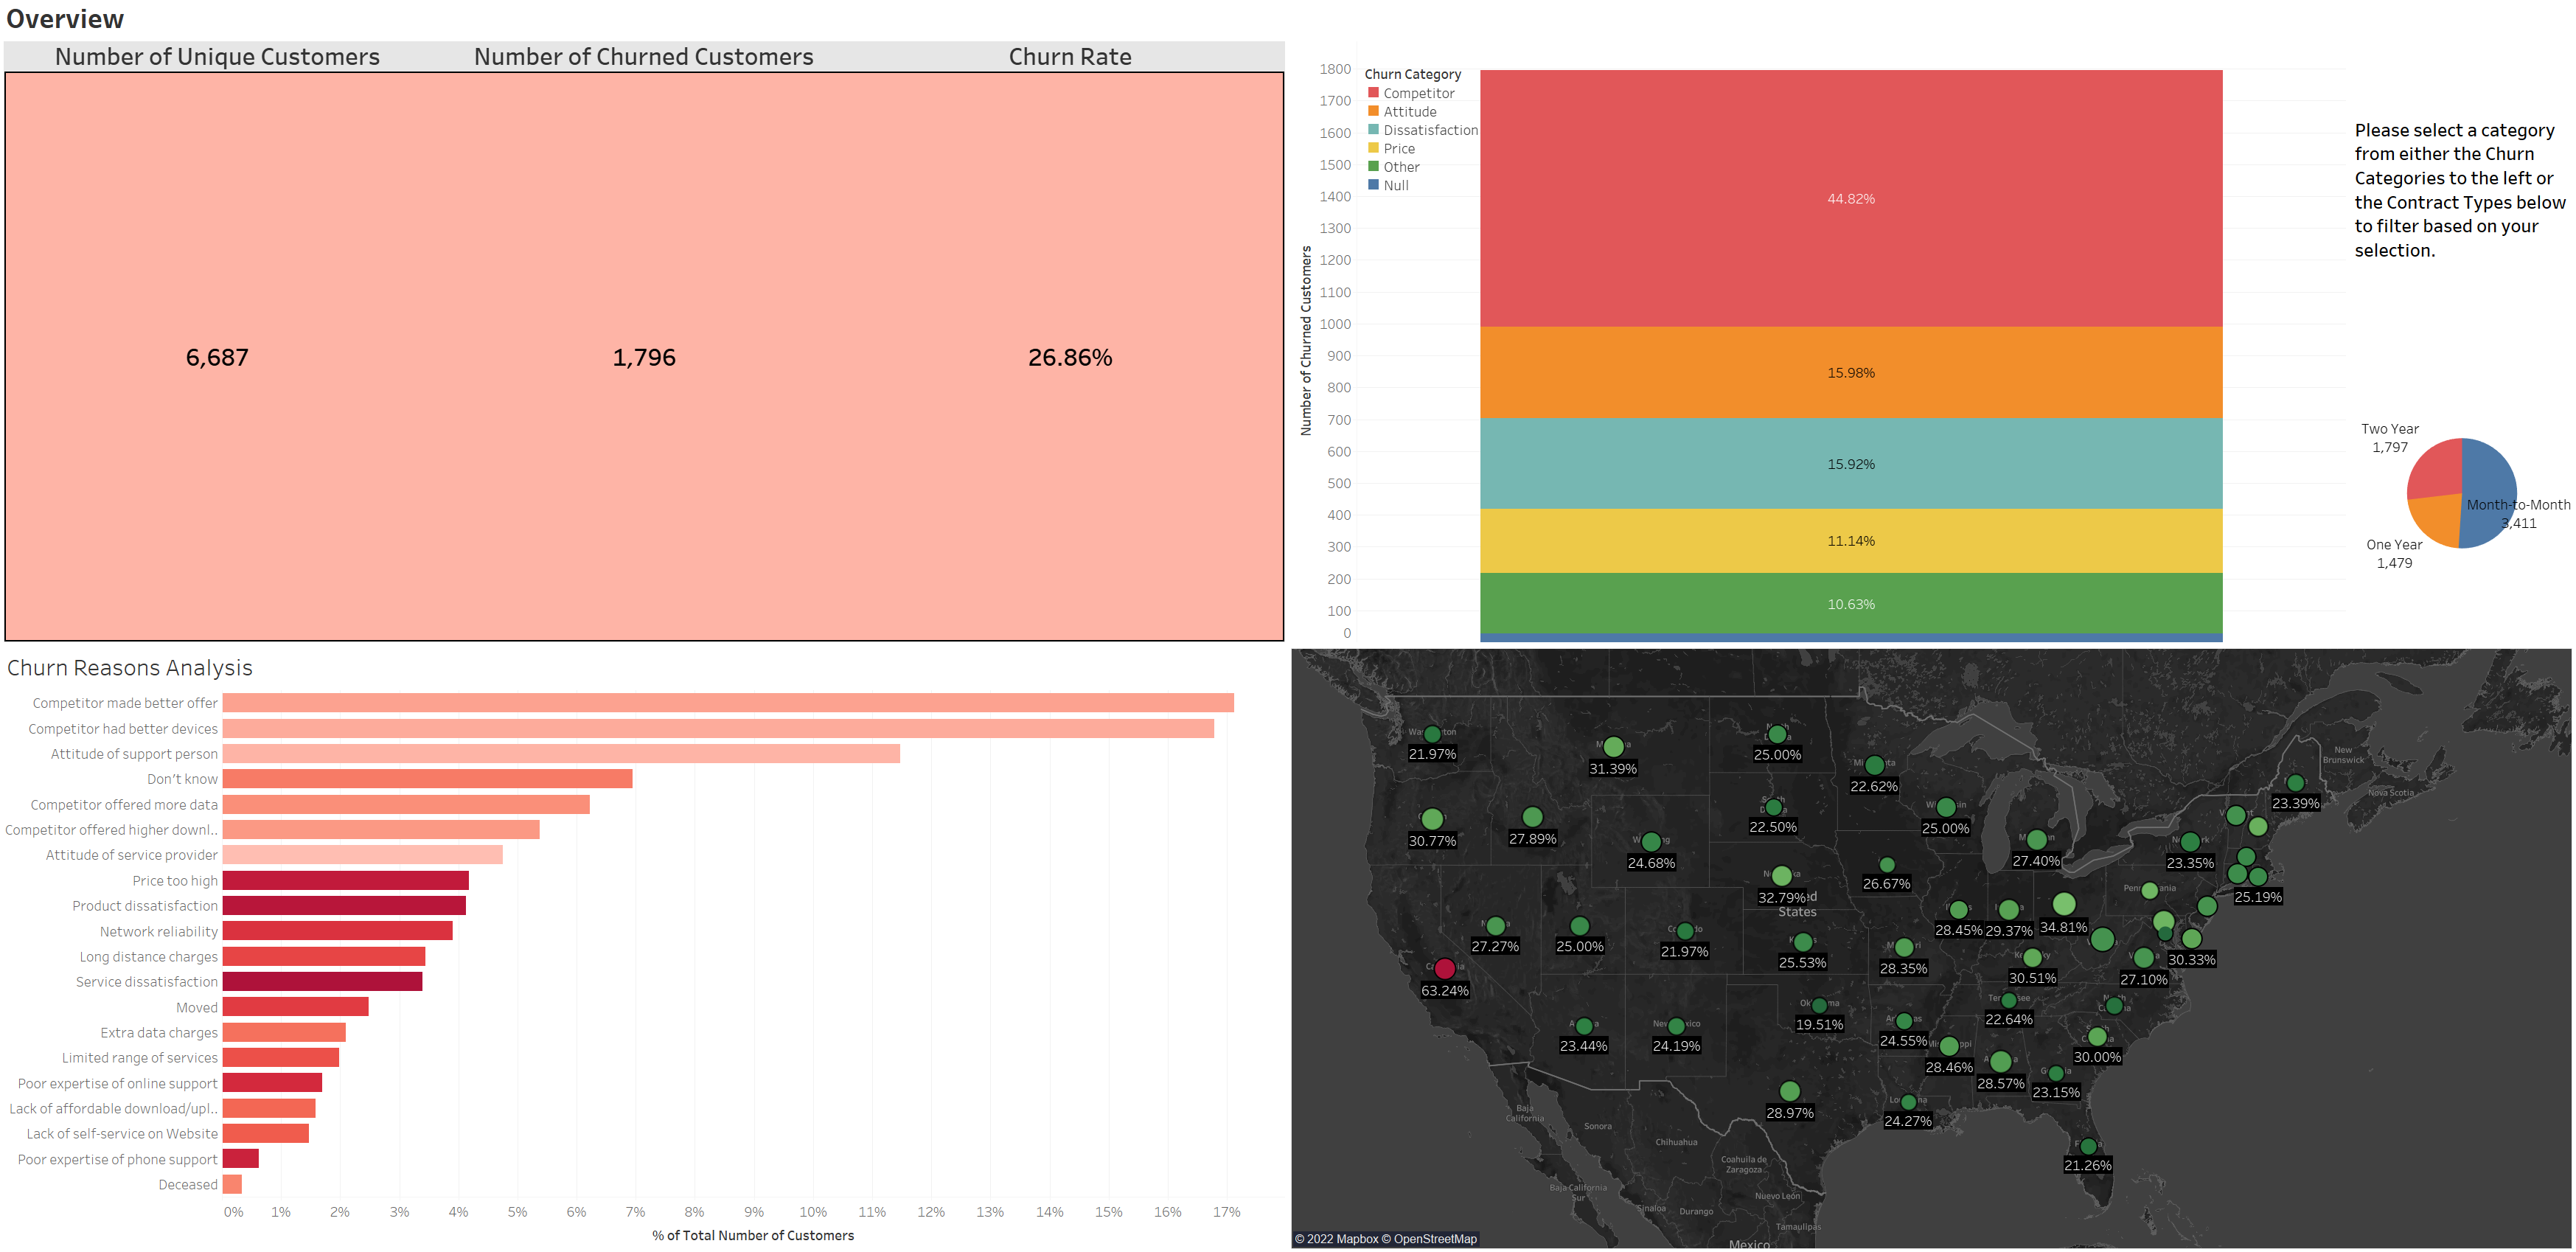 Overview
Number of Unique Customers
Number of Churned Customers
Churn Rate
6,687
1,796
26.86%
Churn Category
Competitor
Attitude
Dissatisfaction
Price
Other
Null
Number of Churned Customers
1800
1700
1600
1500
1400
1300
1200
1100
1000
900
800
700
600
500
400
300
200
100
0
44.82%
15.98%
15.92%
11.14%
10.63%
Please select a category
from either the Churn
Categories to the left or
the Contract Types below
to filter based on your
selection.
Two Year
1,797
Month-to-Month
3,411
One Year
1,479
Churn Reasons Analysis
Competitor made better offer
Competitor had better devices
Attitude of support person
Don't know
Competitor offered more data
Competitor offered higher downl..
Attitude of service provider
Price too high
Product dissatisfaction
Network reliability
Long distance charges
Service dissatisfaction
Moved
Extra data charges
Limited range of services
Poor expertise of online support
Lack of affordable download/upl..
Lack of self-service on Website
Poor expertise of phone support
Deceased
0% 1% 2% 3% 4% 5% 6% 7% 8% 9% 10% 11% 12% 13% 14% 15% 16% 17%
% of Total Number of Customers
21.97%
31.39%
25.00%
22.62%
New
Brunswick
Nova Scotia
23.39%
30.77%
27.89%
24.68%
22.50%
25.00%
27.40%
23.35%
32.79%
States
26.67%
25.19%
27.27%
25.00%
21.97%
25.53%
28.35%
28.45%
29.37%
34.81%
30.51%
27.10%
30.33%
63.24%
23.44%
24.19%
19.51%
24.55%
22.64%
28.46%
28.57%
23.15%
30.00%
28.97%
24.27%
21.26%
Baja
California
Sonora
Chihuahua
Coahuila de
Zaragoza
Baja California
Sur
Sinaloa
Durango
Nuevo León
Tamaulipas
Mexico
© 2022 Mapbox © OpenStreetMap